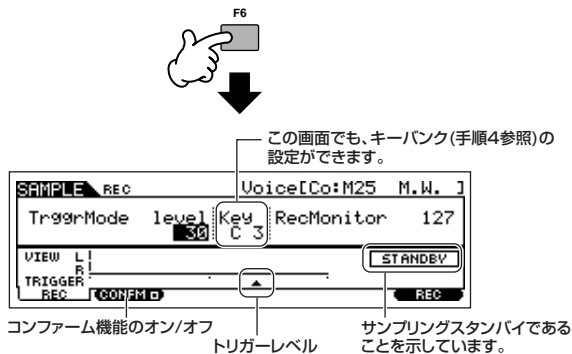 F6
この画面でも、キーバンク(手順4参照)の
設定ができます。
SAMPLE REC Voice[Co:M25 M.W. ]
TrggrMode level Key RecMonitor 127
30 C 3
VIEW L
R
STANDBY
TRIGGER
REC CONFM REC
コンファーム機能のオン/オフ
トリガーレベル
サンプリングスタンバイである
ことを示しています。